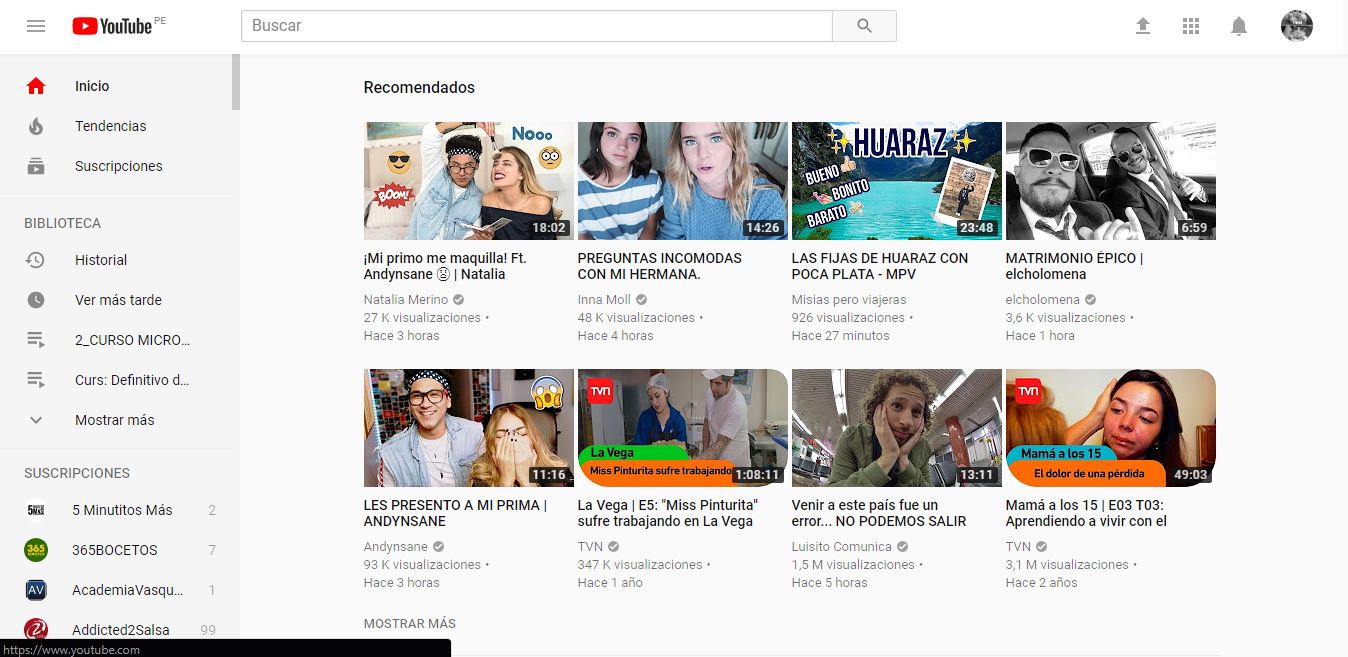 YouTube PE
Buscar
Inicio
Tendencias
Suscripciones
BIBLIOTECA
Historial
Ver más tarde
2_CURSO MICRO...
Curs: Definitivo d...
Mostrar más
SUSCRIPCIONES
5 Minutitos Más 2
365 BOCETOS
365BOCETOS 7
AV
AcademiaVasqu... 1
Addicted2Salsa 99
https://www.youtube.com
Recomendados
Nooo
BOOM!
18:02
¡Mi primo me maquilla! Ft.
Andynsane 😧 | Natalia
Natalia Merino
27 K visualizaciones •
Hace 3 horas
14:26
PREGUNTAS INCOMODAS
CON MI HERMANA.
Inna Moll
48 K visualizaciones •
Hace 4 horas
HUARAZ
BUENO
BONITO
BARATO
23:48
LAS FIJAS DE HUARAZ CON
POCA PLATA - MPV
Misias pero viajeras
926 visualizaciones •
Hace 27 minutos
6:59
MATRIMONIO ÉPICO |
elcholomena
elcholomena
3,6 K visualizaciones •
Hace 1 hora
11:16
LES PRESENTO A MI PRIMA |
ANDYNSANE
Andynsane
93 K visualizaciones •
Hace 3 horas
TVN
La Vega
Miss Pinturita sufre trabajando
1:08:11
La Vega | E5: "Miss Pinturita"
sufre trabajando en La Vega
TVN
347 K visualizaciones •
Hace 1 año
13:11
Venir a este país fue un
error... NO PODEMOS SALIR
Luisito Comunica
1,5 M visualizaciones •
Hace 5 horas
TVN
Mamá a los 15
El dolor de una pérdida
49:03
Mamá a los 15 | E03 T03:
Aprendiendo a vivir con el
TVN
3,1 M visualizaciones •
Hace 2 años
MOSTRAR MÁS